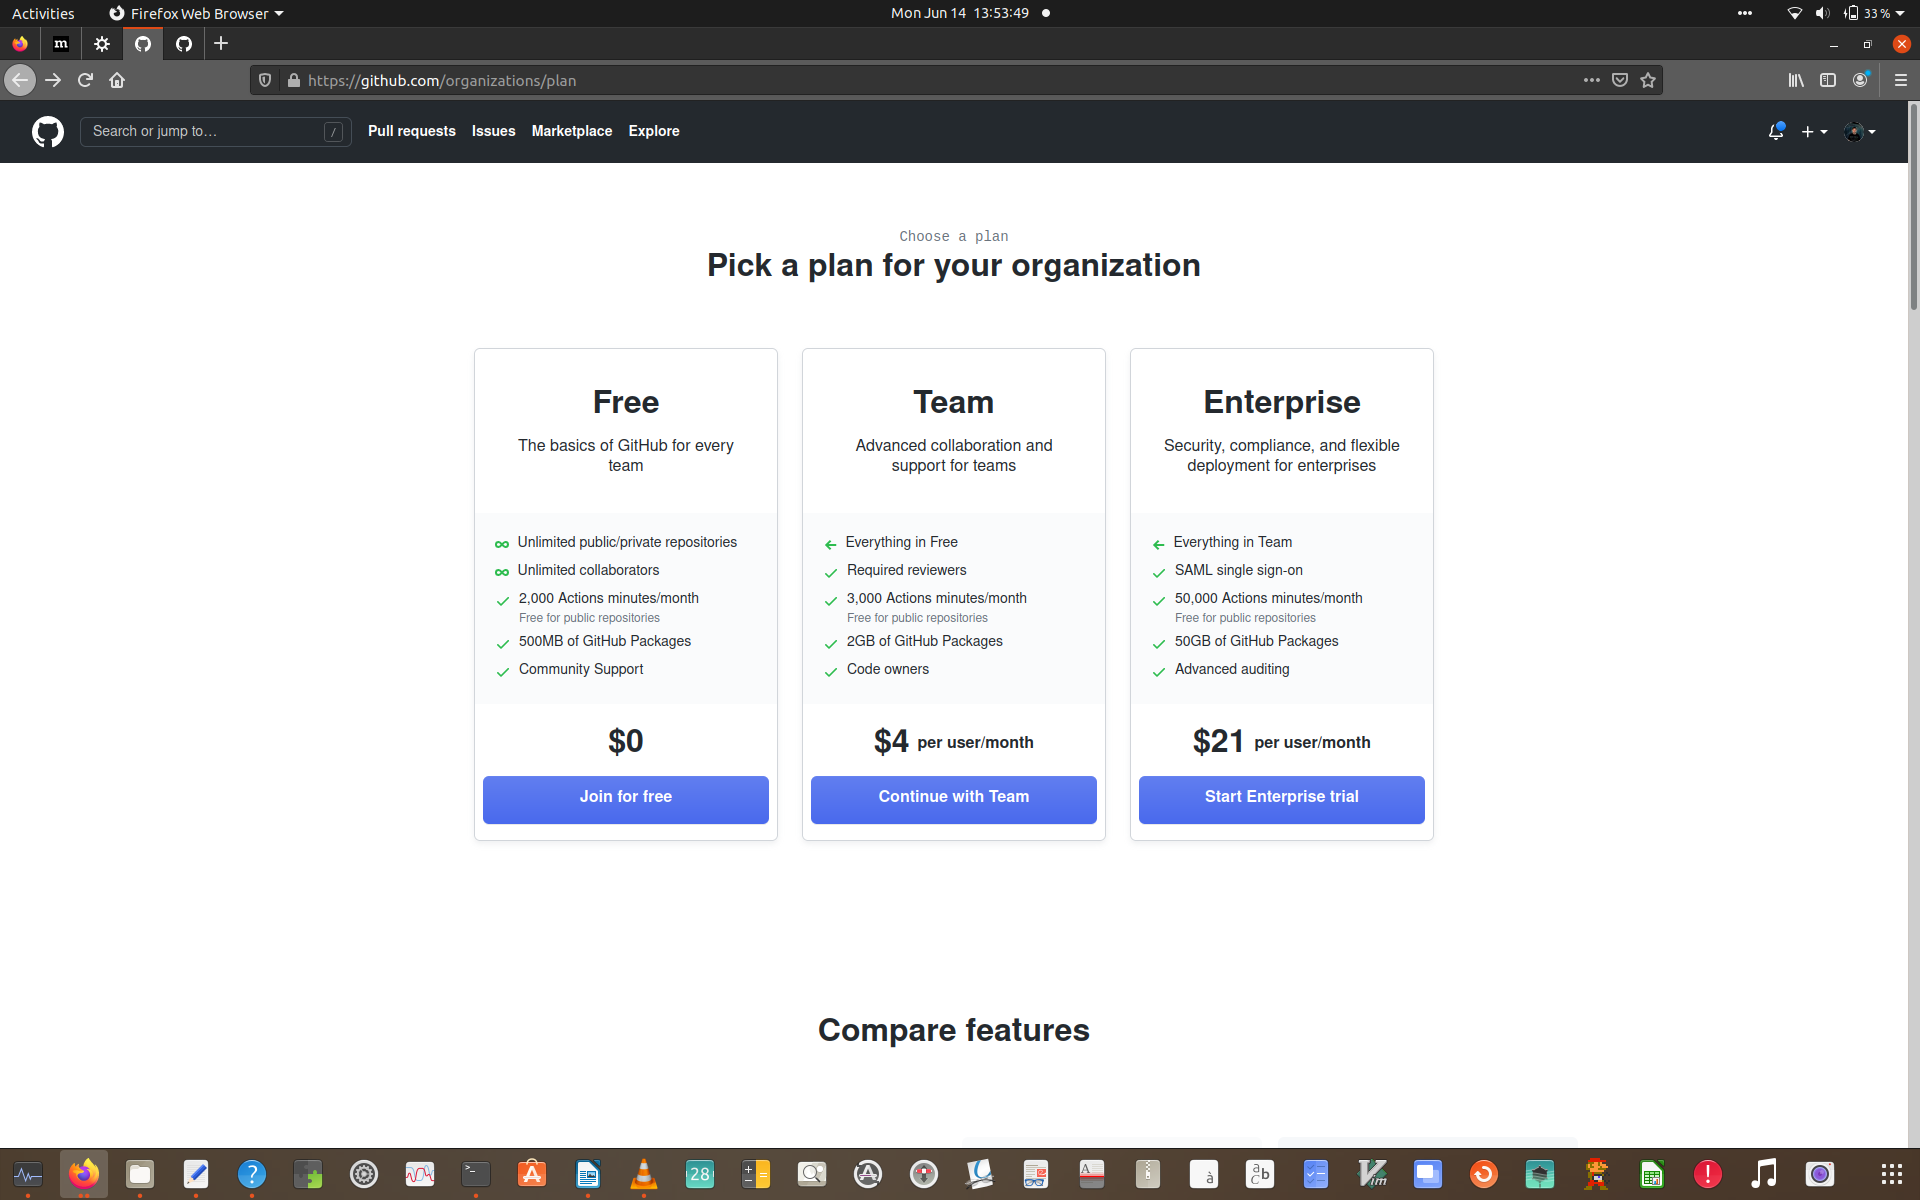 Activities
Firefox Web Browser
Mon Jun 14 13:53:49
33 %
m
https://github.com/organizations/plan
Search or jump to…
/
Pull requests
Issues
Marketplace
Explore
Choose a plan
Pick a plan for your organization
Free
The basics of GitHub for every
team
Unlimited public/private repositories
Unlimited collaborators
2,000 Actions minutes/month
Free for public repositories
500MB of GitHub Packages
Community Support
$0
Join for free
Team
Advanced collaboration and
support for teams
Everything in Free
Required reviewers
3,000 Actions minutes/month
Free for public repositories
2GB of GitHub Packages
Code owners
$4 per user/month
Continue with Team
Enterprise
Security, compliance, and flexible
deployment for enterprises
Everything in Team
SAML single sign-on
50,000 Actions minutes/month
Free for public repositories
50GB of GitHub Packages
Advanced auditing
$21 per user/month
Start Enterprise trial
Compare features
28